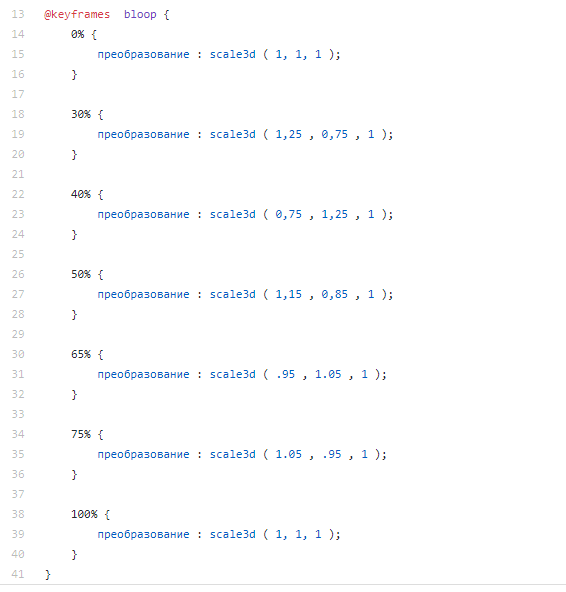 13 @keyframes bloop {
14 0% {
15 преобразование : scale3d ( 1, 1, 1 );
16 }
17
18 30% {
19 преобразование : scale3d ( 1,25 , 0,75 , 1 );
20 }
21
22 40% {
23 преобразование : scale3d ( 0,75 , 1,25 , 1 );
24 }
25
26 50% {
27 преобразование : scale3d ( 1,15 , 0,85 , 1 );
28 }
29
30 65% {
31 преобразование : scale3d ( .95 , 1.05 , 1 );
32 }
33
34 75% {
35 преобразование : scale3d ( 1.05 , .95 , 1 );
36 }
37
38 100% {
39 преобразование : scale3d ( 1, 1, 1 );
40 }
41 }